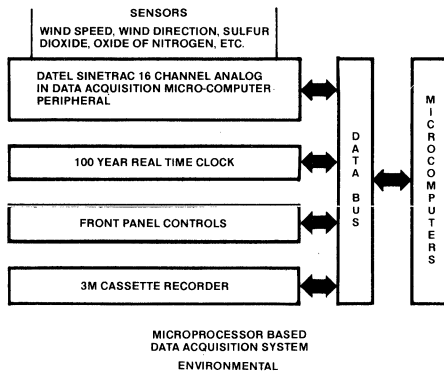 SENSORS
WIND SPEED, WIND DIRECTION, SULFUR
DIOXIDE, OXIDE OF NITROGEN, ETC.
DATEL SINETRAC 16 CHANNEL ANALOG
IN DATA ACQUISITION MICRO-COMPUTER
PERIPHERAL
100 YEAR REAL TIME CLOCK
FRONT PANEL CONTROLS
3M CASSETTE RECORDER
DATA BUS
MICROCOMPUTERS
MICROPROCESSOR BASED
DATA ACQUISITION SYSTEM
ENVIRONMENTAL